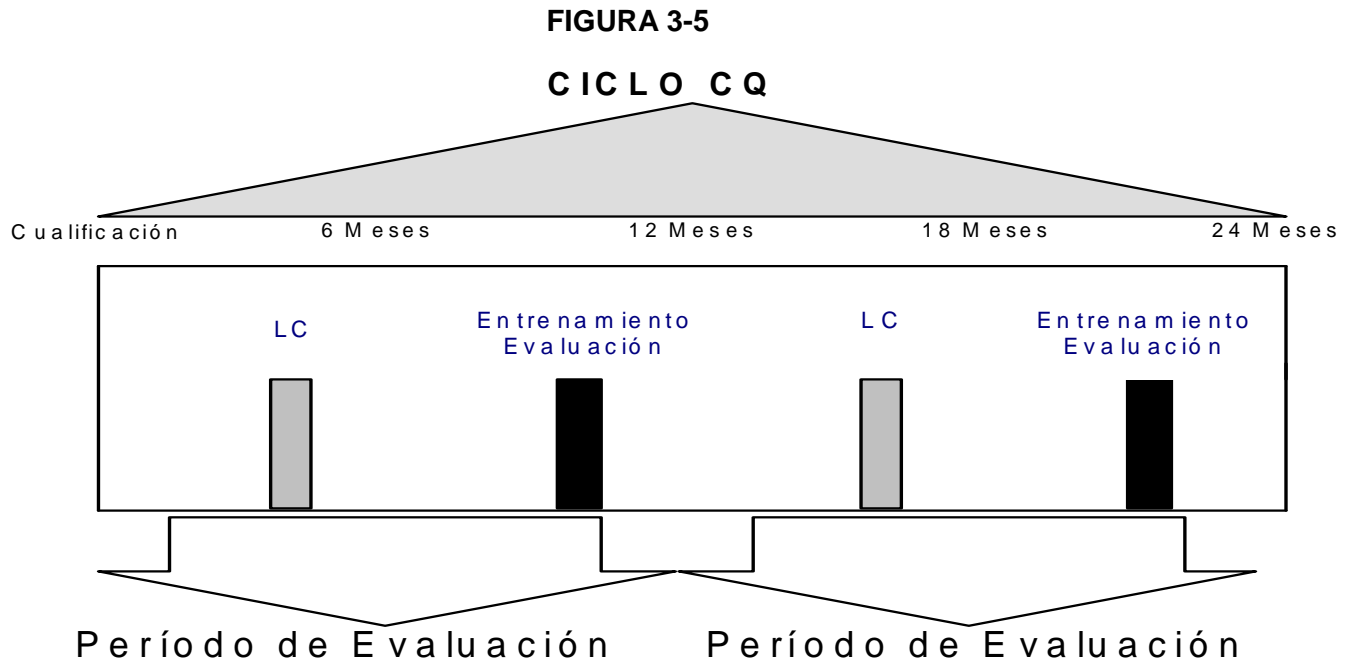 FIGURA 3-5
CICLO CQ
Cualificación 6 Meses 12 Meses 18 Meses 24 Meses
LC Entrenamiento LC Entrenamiento
Evaluación Evaluación
Período de Evaluación Período de Evaluación